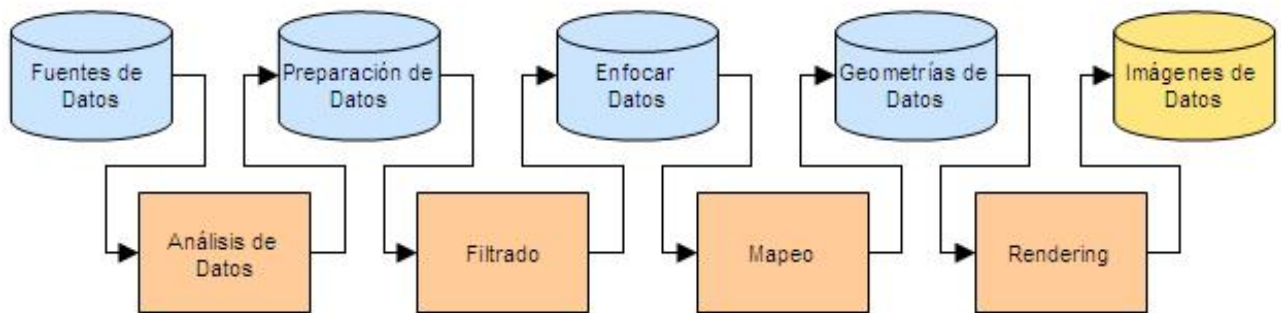 Fuentes de
Datos
Preparación de
Datos
Enfocar
Datos
Geometrías de
Datos
Imágenes de
Datos
Análisis de
Datos
Filtrado
Mapeo
Rendering